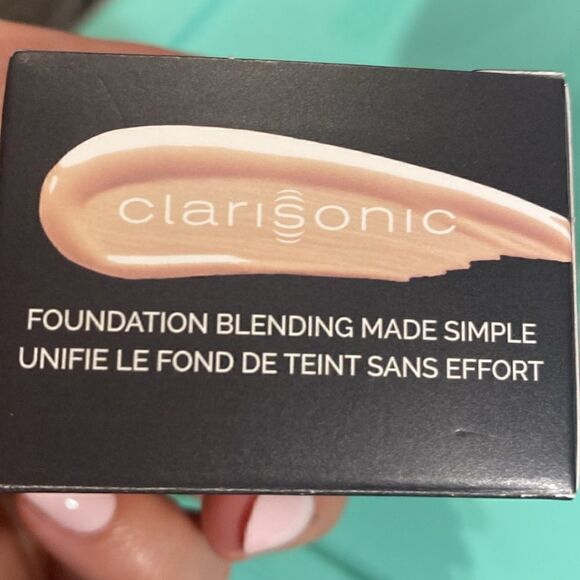 clarisonic
FOUNDATION BLENDING MADE SIMPLE
UNIFIE LE FOND DE TEINT SANS EFFORT